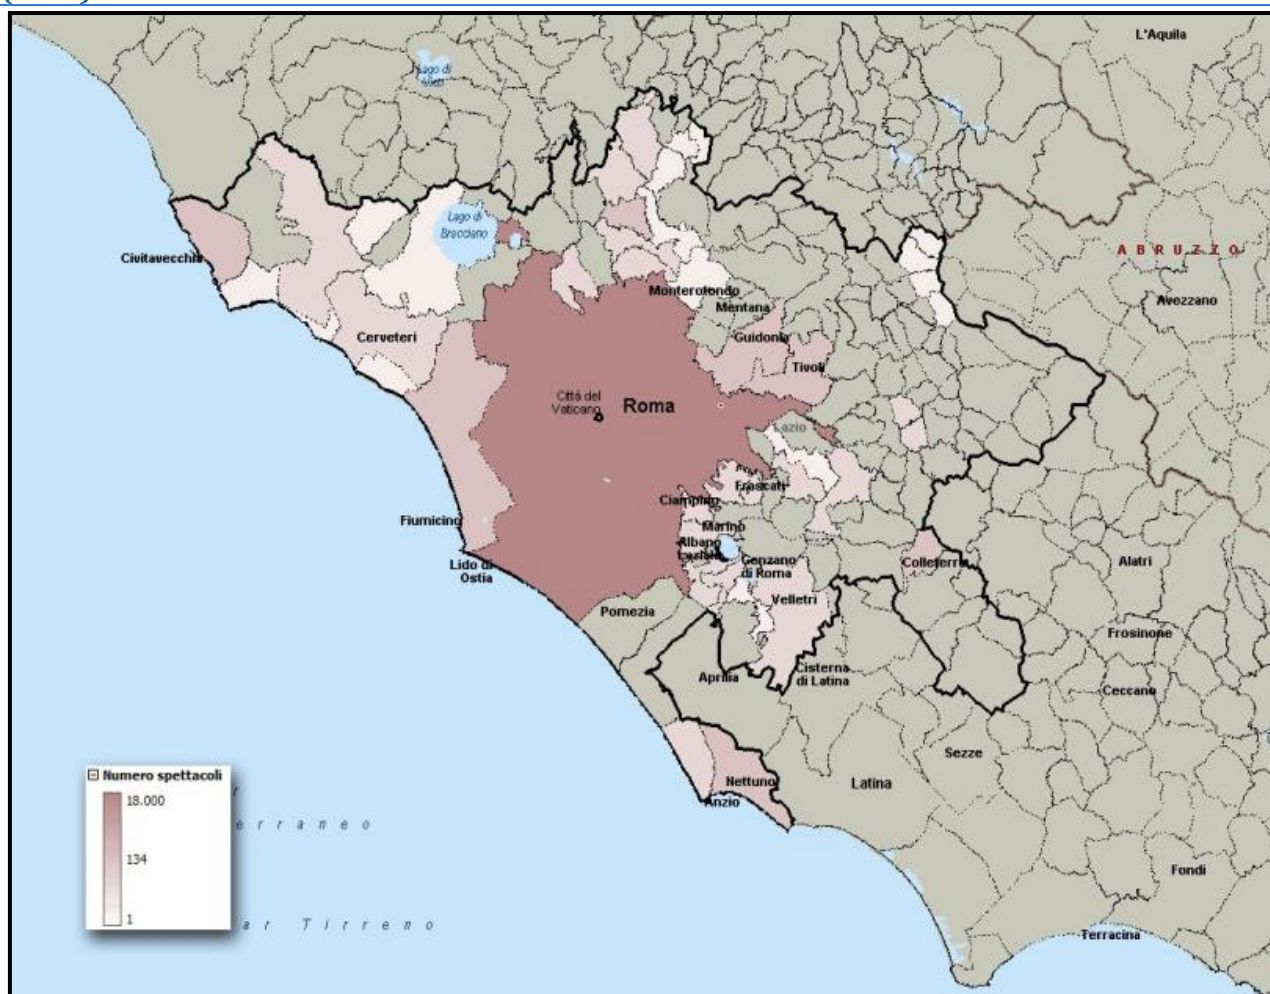 L'Aquila
Lago di
Lago di
Bracciano
Civitavecchia
ABRUZZO
Monterotondo
Avezzano
Mentana
Cerveteri
Guidonia
Tivoli
Città del
Vaticano
Roma
Lazio
Frascati
Ciampino
Fiumicino
Marino
Albano
Laziale
Genzano
di Roma
Lido di
Ostia
Colleferro
Alatri
Velletri
Pomezia
Frosinone
Aprilia
Cisterna
di Latina
Ceccano
Sezze
Nettuno
Latina
Anzio
Numero spettacoli
18.000
134
1
r
erraneo
ar Tirreno
Fondi
Terracina